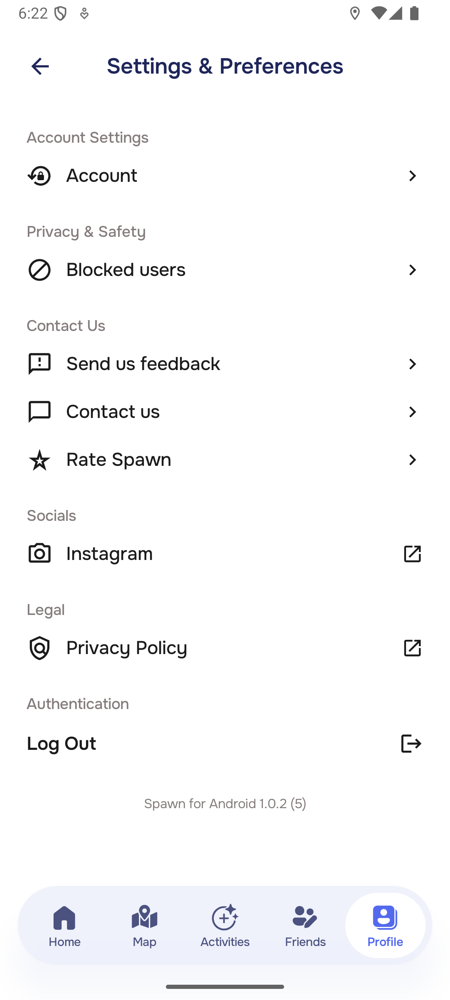 6:22
Settings & Preferences
Account Settings
Account
Privacy & Safety
Blocked users
Contact Us
Send us feedback
Contact us
Rate Spawn
Socials
Instagram
Legal
Privacy Policy
Authentication
Log Out
Spawn for Android 1.0.2 (5)
Home
Map
Activities
Friends
Profile